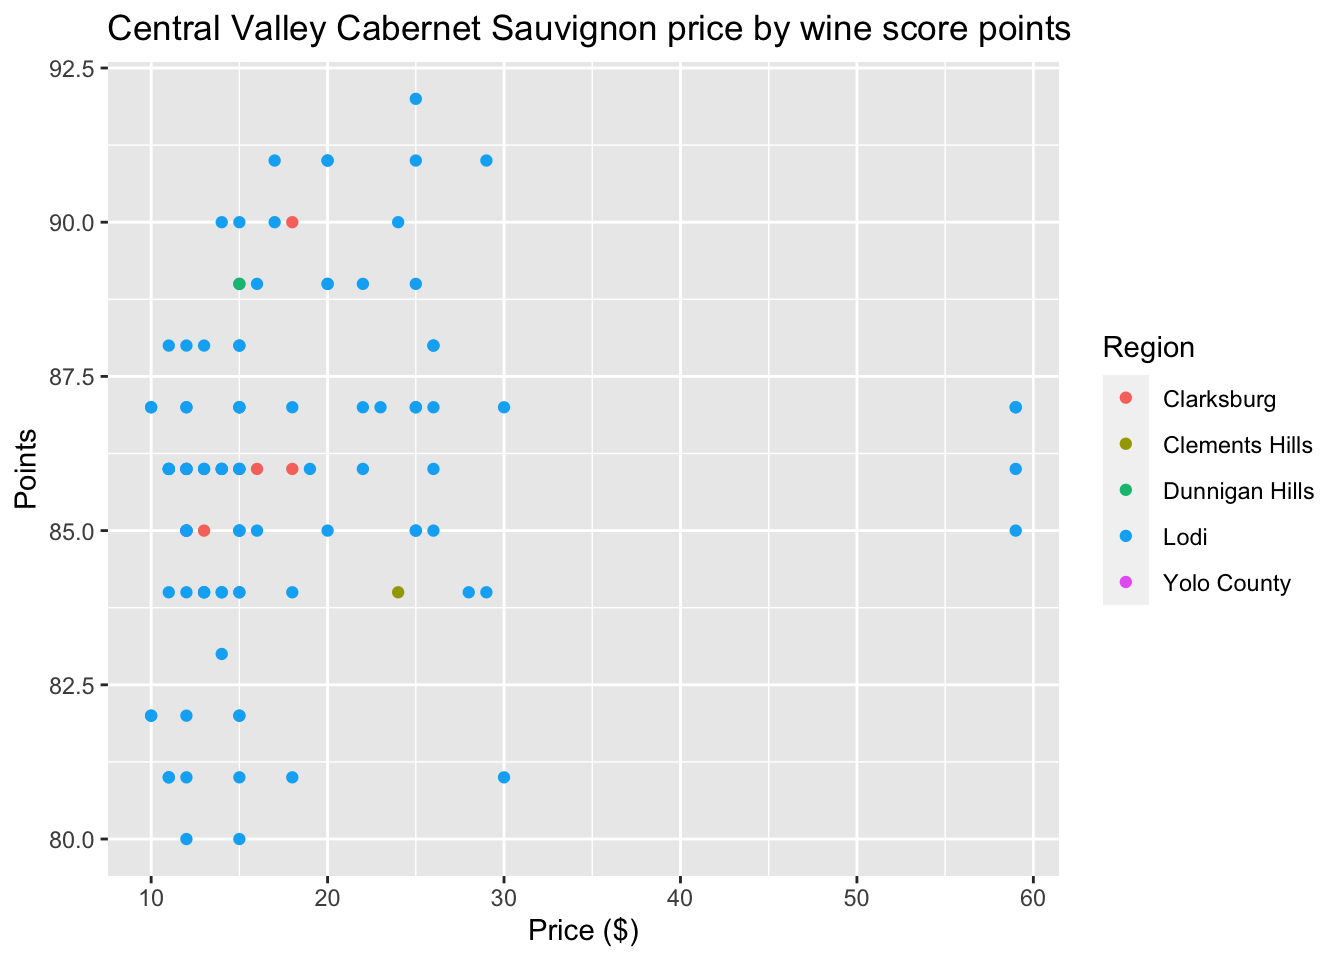 Central Valley Cabernet Sauvignon price by wine score points
92.5
90.0
87.5
85.0
82.5
80.0
Points
10 20 30 40 50 60
Price ($)
Region
Clarksburg
Clements Hills
Dunnigan Hills
Lodi
Yolo County